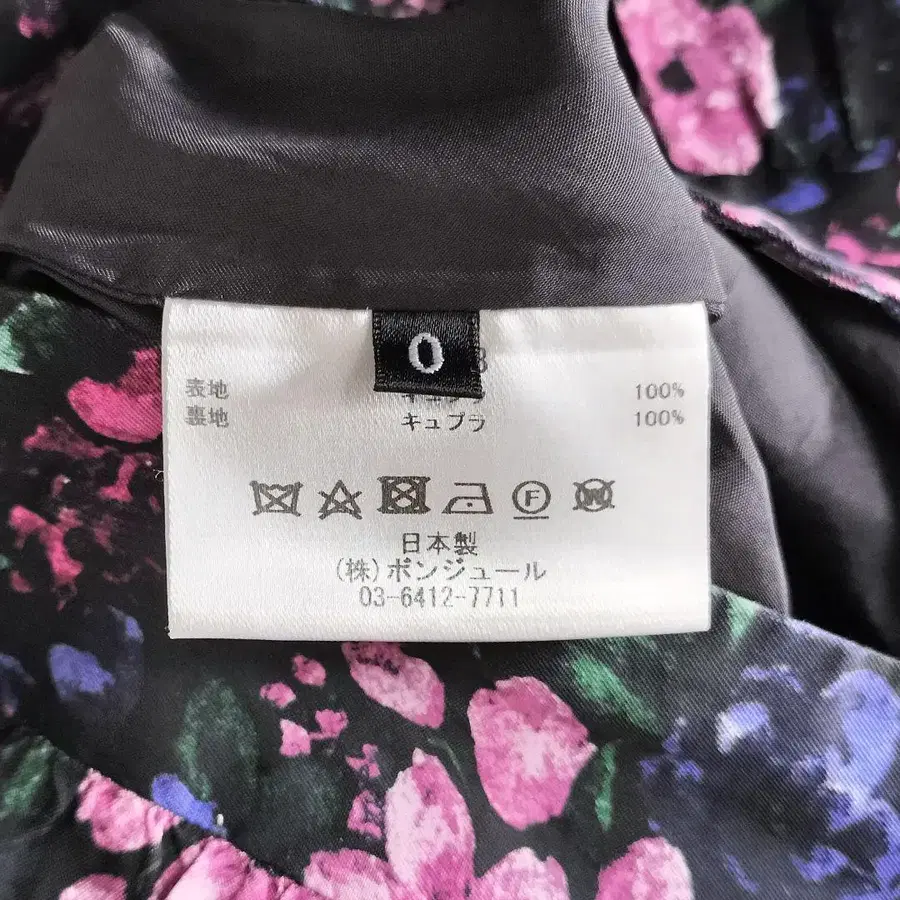 0
表地 100%
裏地 キュプラ 100%
日本製
(株)ボンジュール
03-6412-7711